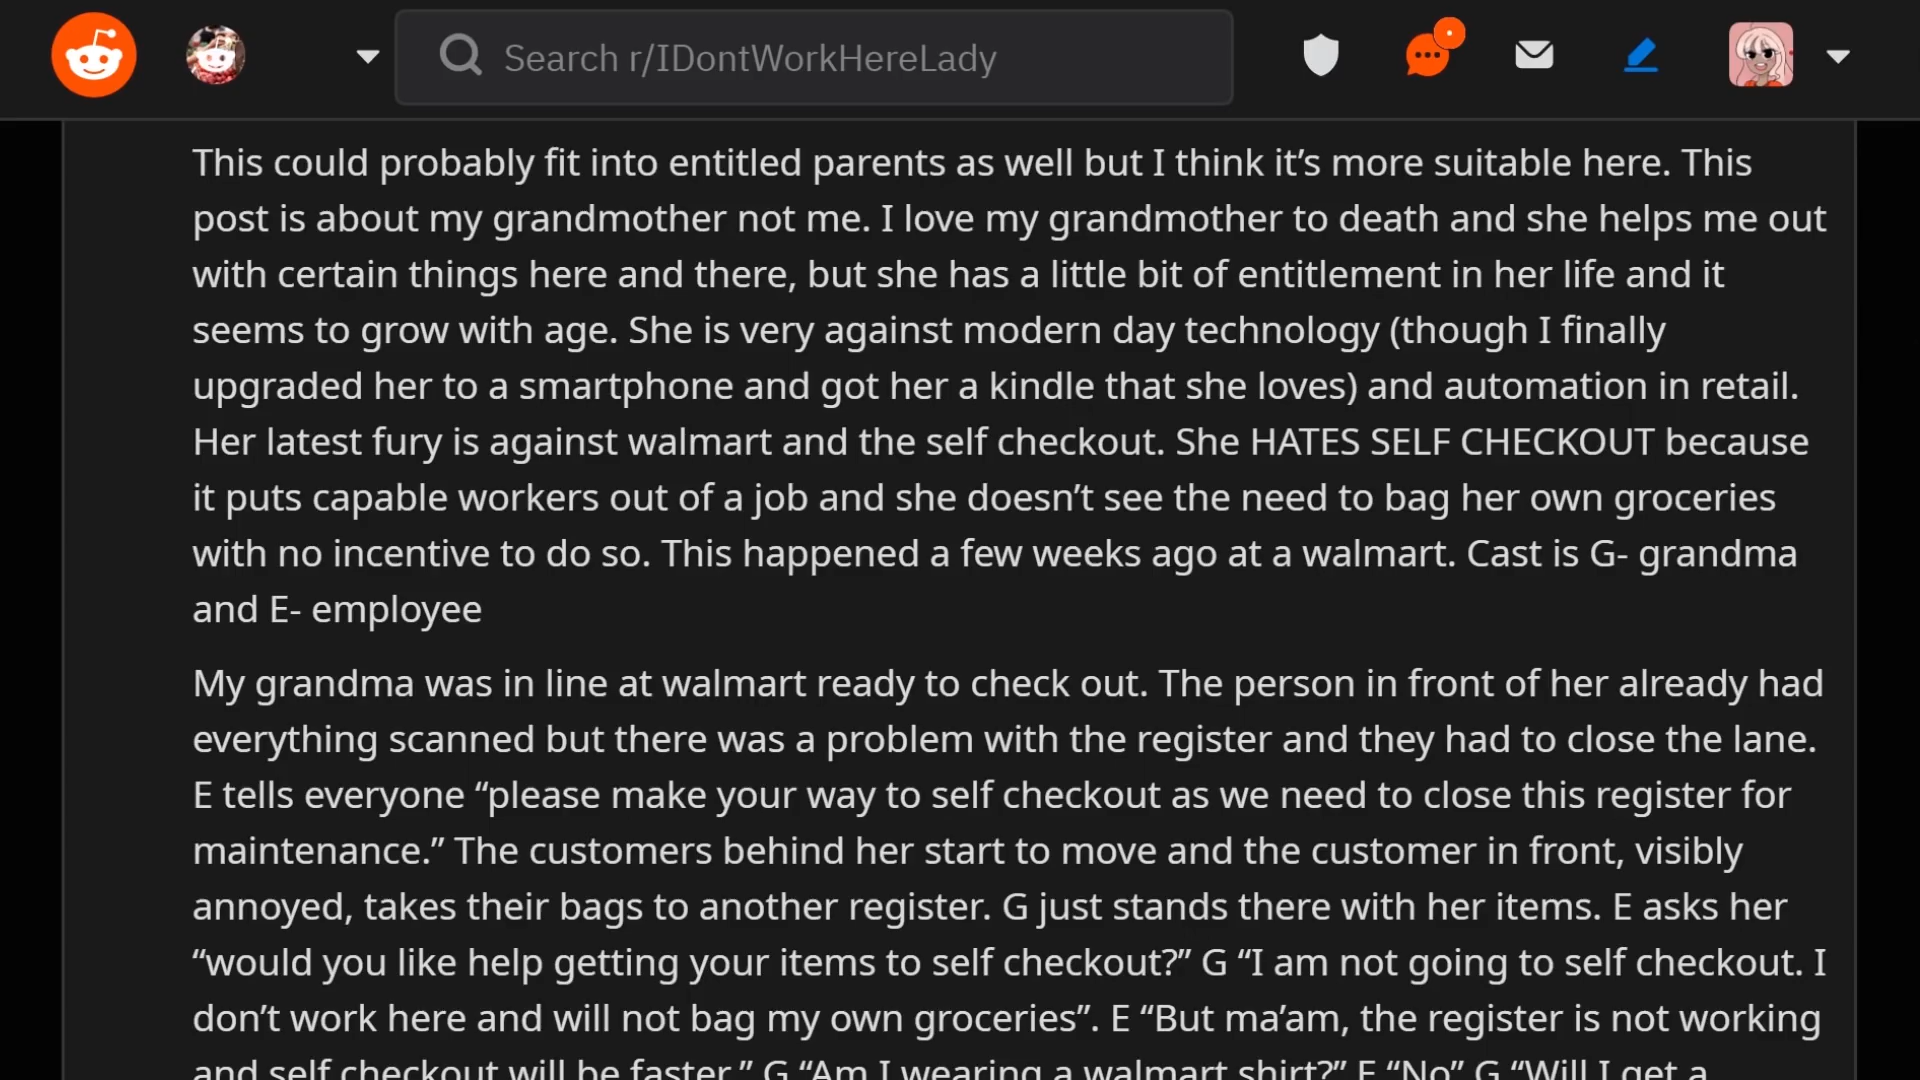 Search r/IDontWorkHereLady
This could probably fit into entitled parents as well but I think it’s more suitable here. This
post is about my grandmother not me. I love my grandmother to death and she helps me out
with certain things here and there, but she has a little bit of entitlement in her life and it
seems to grow with age. She is very against modern day technology (though I finally
upgraded her to a smartphone and got her a kindle that she loves) and automation in retail.
Her latest fury is against walmart and the self checkout. She HATES SELF CHECKOUT because
it puts capable workers out of a job and she doesn’t see the need to bag her own groceries
with no incentive to do so. This happened a few weeks ago at a walmart. Cast is G- grandma
and E- employee
My grandma was in line at walmart ready to check out. The person in front of her already had
everything scanned but there was a problem with the register and they had to close the lane.
E tells everyone “please make your way to self checkout as we need to close this register for
maintenance.” The customers behind her start to move and the customer in front, visibly
annoyed, takes their bags to another register. G just stands there with her items. E asks her
“would you like help getting your items to self checkout?” G “I am not going to self checkout. I
don’t work here and will not bag my own groceries”. E “But ma’am, the register is not working
and self checkout will be faster.” G “Am I wearing a walmart shirt?” E “No” G “Will I get a